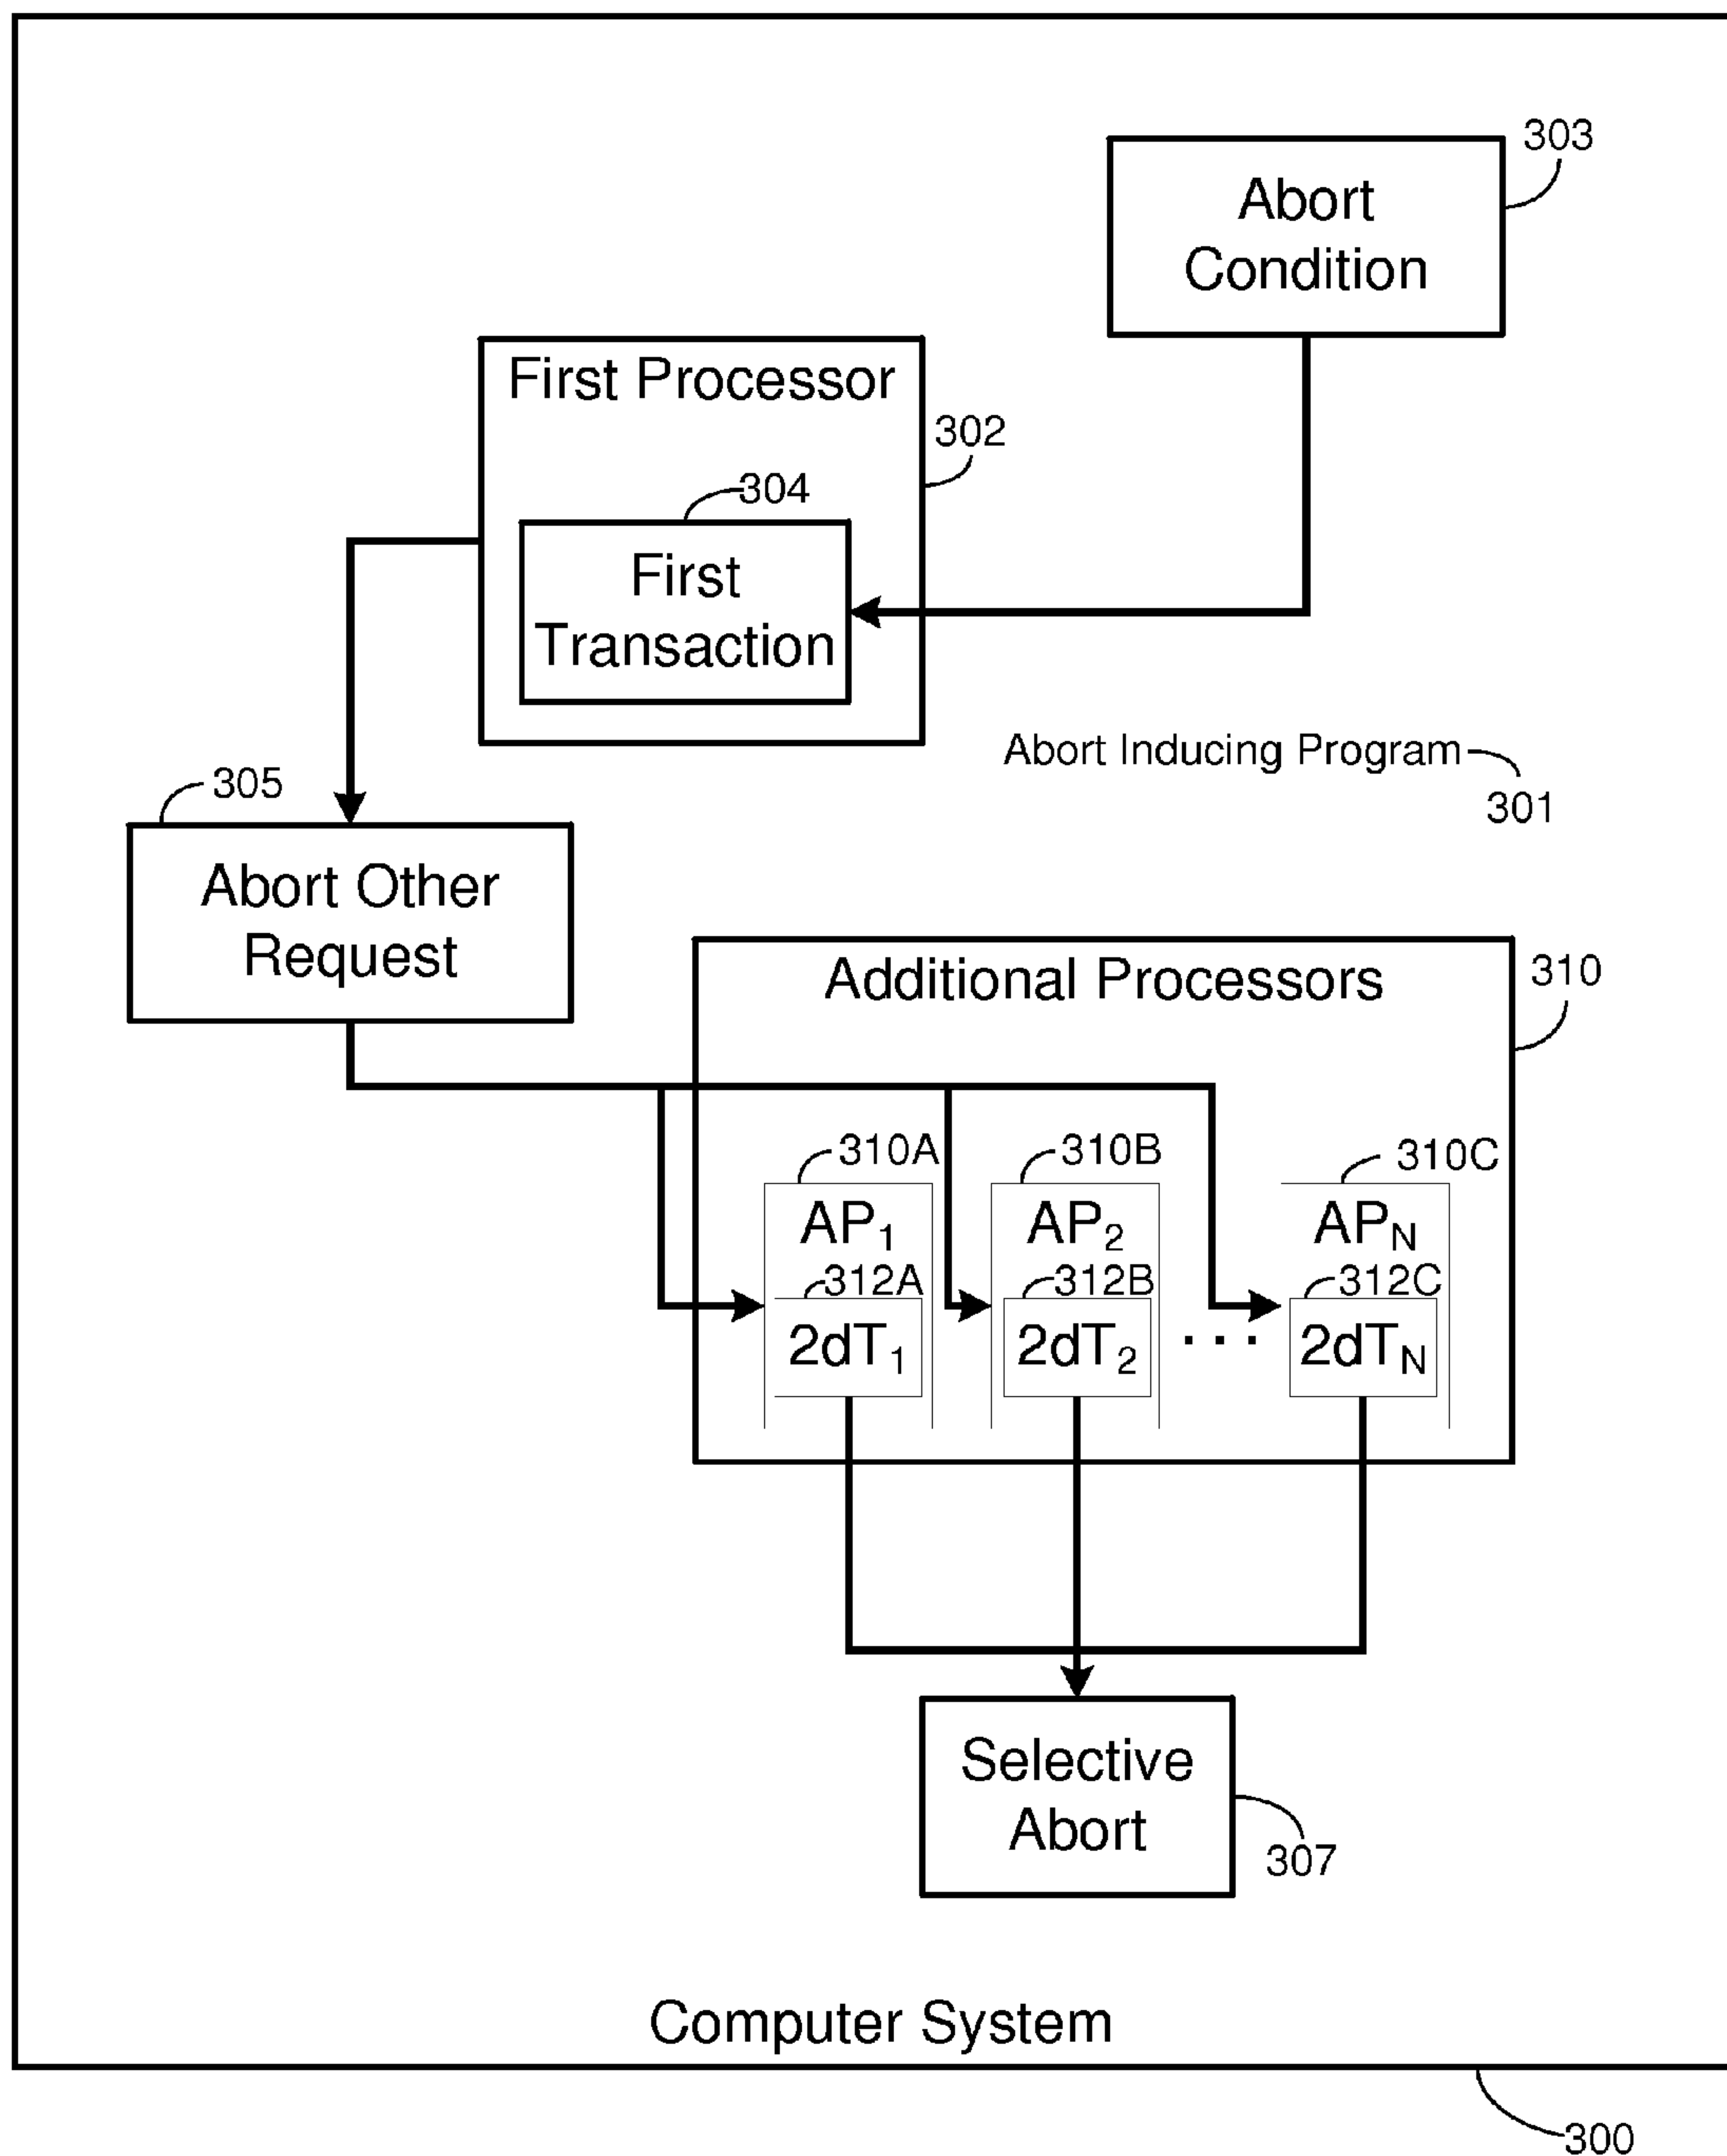 303
Abort
Condition
First Processor
302
304
First
Transaction
Abort Inducing Program
301
305
Abort Other
Request
Additional Processors
310
310A
310B
310C
AP1
AP2
APN
312A
312B
312C
2dT1
2dT2
. . .
2dTN
Selective
Abort
307
Computer System
300